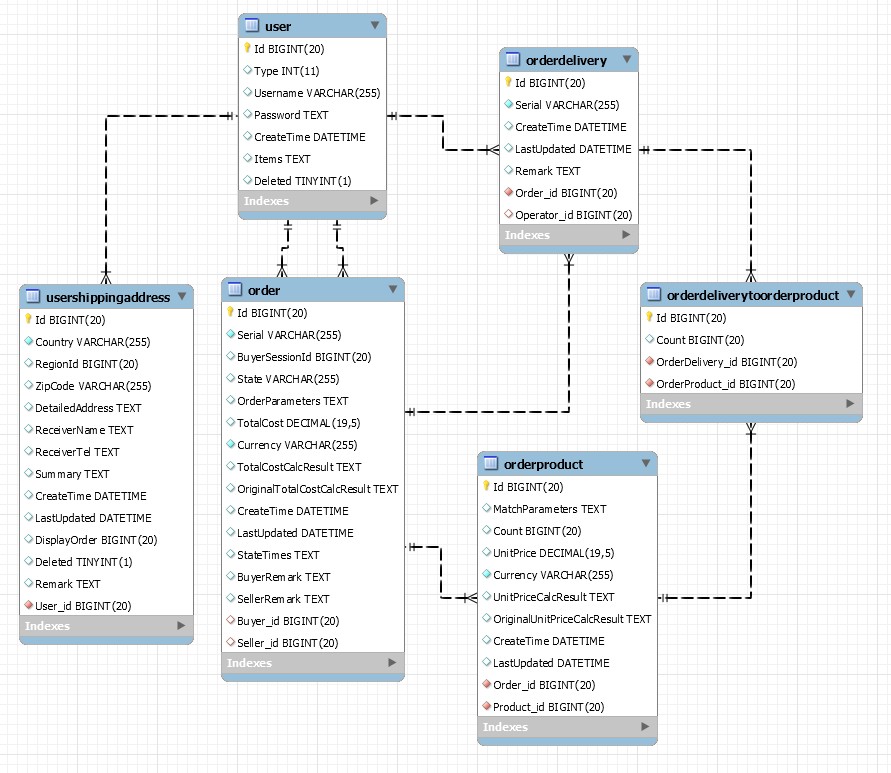 user
Id BIGINT(20)
Type INT(11)
Username VARCHAR(255)
Password TEXT
CreateTime DATETIME
Items TEXT
Deleted TINYINT(1)
Indexes
orderdelivery
Id BIGINT(20)
Serial VARCHAR(255)
CreateTime DATETIME
LastUpdated DATETIME
Remark TEXT
Order_id BIGINT(20)
Operator_id BIGINT(20)
Indexes
usershippingaddress
Id BIGINT(20)
Country VARCHAR(255)
RegionId BIGINT(20)
ZipCode VARCHAR(255)
DetailedAddress TEXT
ReceiverName TEXT
ReceiverTel TEXT
Summary TEXT
CreateTime DATETIME
LastUpdated DATETIME
DisplayOrder BIGINT(20)
Deleted TINYINT(1)
Remark TEXT
User_id BIGINT(20)
Indexes
order
Id BIGINT(20)
Serial VARCHAR(255)
BuyerSessionId BIGINT(20)
State VARCHAR(255)
OrderParameters TEXT
TotalCost DECIMAL(19,5)
Currency VARCHAR(255)
TotalCostCalcResult TEXT
OriginalTotalCostCalcResult TEXT
CreateTime DATETIME
LastUpdated DATETIME
StateTimes TEXT
BuyerRemark TEXT
SellerRemark TEXT
Buyer_id BIGINT(20)
Seller_id BIGINT(20)
Indexes
orderdeliverytoorderproduct
Id BIGINT(20)
Count BIGINT(20)
OrderDelivery_id BIGINT(20)
OrderProduct_id BIGINT(20)
Indexes
orderproduct
Id BIGINT(20)
MatchParameters TEXT
Count BIGINT(20)
UnitPrice DECIMAL(19,5)
Currency VARCHAR(255)
UnitPriceCalcResult TEXT
OriginalUnitPriceCalcResult TEXT
CreateTime DATETIME
LastUpdated DATETIME
Order_id BIGINT(20)
Product_id BIGINT(20)
Indexes